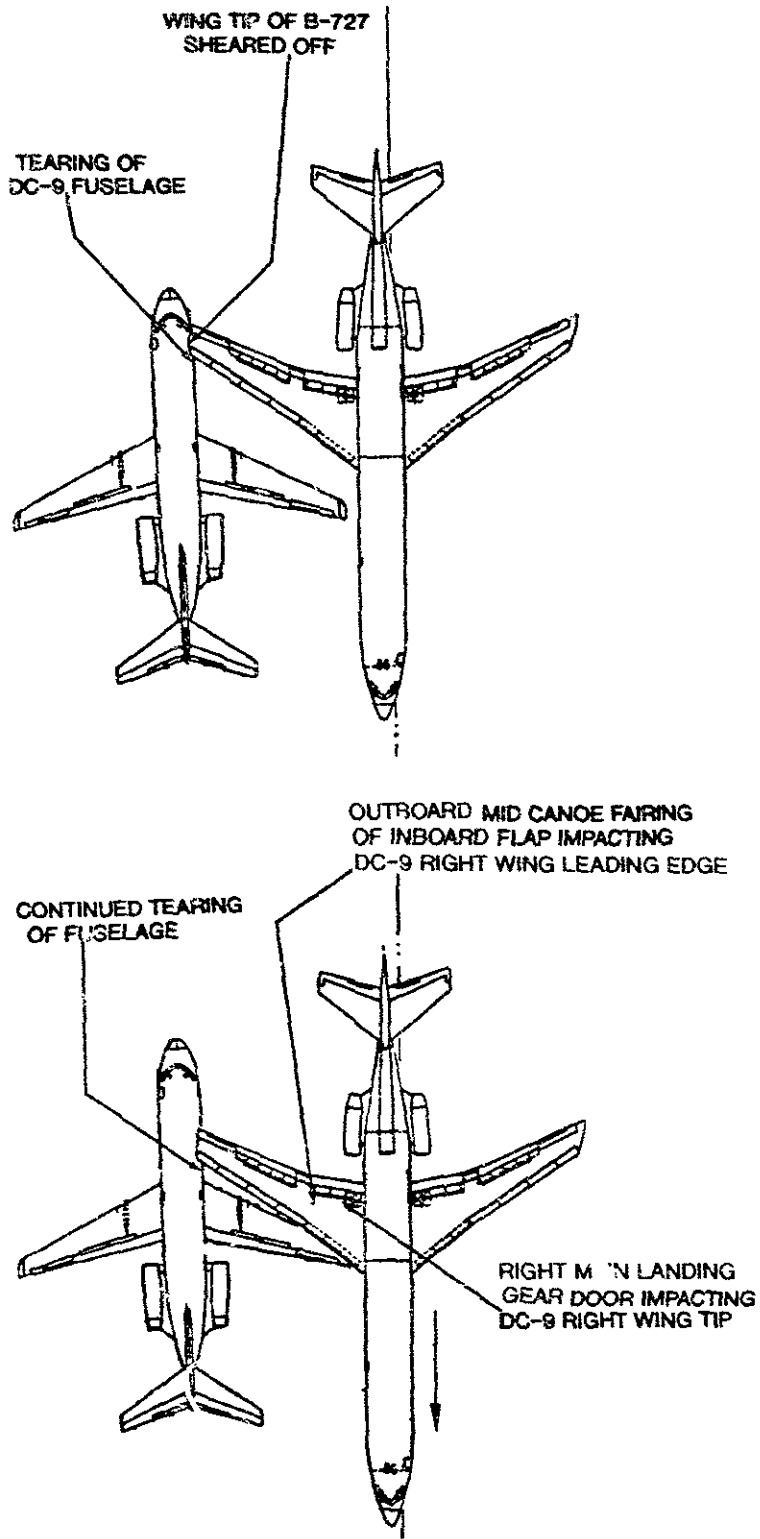 WING TIP OF B-727
SHEARED OFF
TEARING OF
DC-9 FUSELAGE
OUTBOARD MID CANOE FAIRING
OF INBOARD FLAP IMPACTING
DC-9 RIGHT WING LEADING EDGE
CONTINUED TEARING
OF FUSELAGE
RIGHT M 'N LANDING
GEAR DOOR IMPACTING
DC-9 RIGHT WING TIP